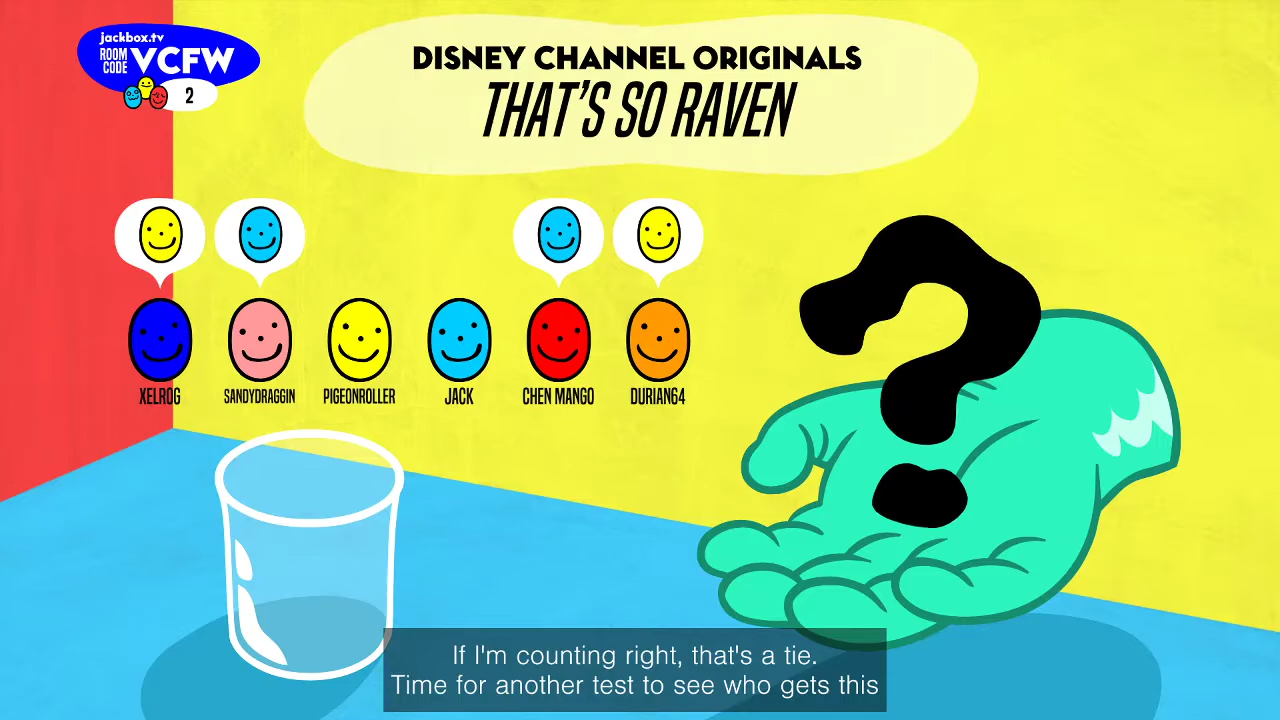 jackbox.tv
ROOM CODE VCFW
2
DISNEY CHANNEL ORIGINALS
THAT'S SO RAVEN
XELROG SANDYDRAGGIN PIGEONROLLER JACK CHEN MANGO DURIAN64
If I'm counting right, that's a tie.
Time for another test to see who gets this